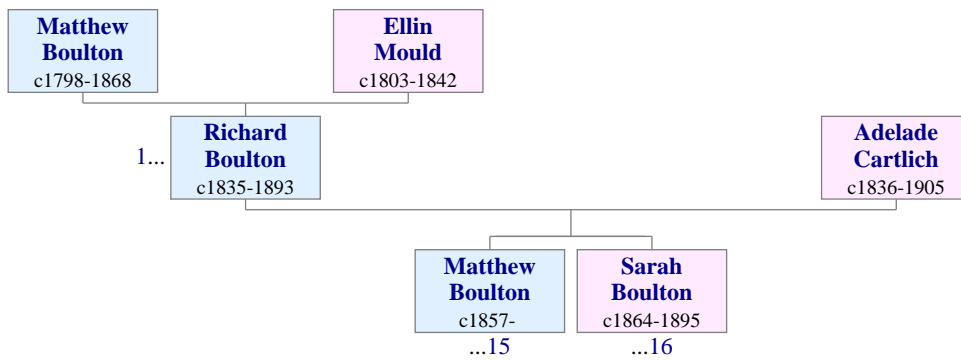 Matthew
Boulton
c1798-1868
Ellin
Mould
c1803-1842
1...
Richard
Boulton
c1835-1893
Adelade
Cartlich
c1836-1905
Matthew
Boulton
c1857-
...15
Sarah
Boulton
c1864-1895
...16